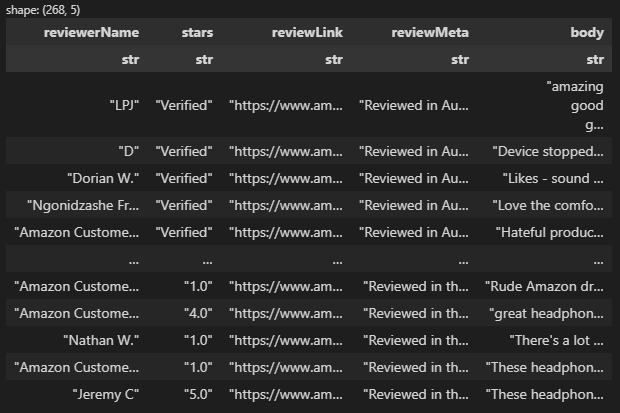 shape: (268, 5)
reviewerName stars reviewLink reviewMeta body
str str str str str
"LPJ" "Verified" "https://www.am... "Reviewed in Au... "amazing
good
g...
"D" "Verified" "https://www.am... "Reviewed in Au... "Device stopped...
"Dorian W." "Verified" "https://www.am... "Reviewed in Au... "Likes - sound ...
"Ngonidzashe Fr... "Verified" "https://www.am... "Reviewed in Au... "Love the comfo...
"Amazon Custome... "Verified" "https://www.am... "Reviewed in Au... "Hateful produc...
... ... ... ... ...
"Amazon Custome... "1.0" "https://www.am... "Reviewed in th... "Rude Amazon dr...
"Amazon Custome... "4.0" "https://www.am... "Reviewed in th... "great headphon...
"Nathan W." "1.0" "https://www.am... "Reviewed in th... "There's a lot ...
"Amazon Custome... "1.0" "https://www.am... "Reviewed in th... "These headphon...
"Jeremy C" "5.0" "https://www.am... "Reviewed in th... "These headphon...